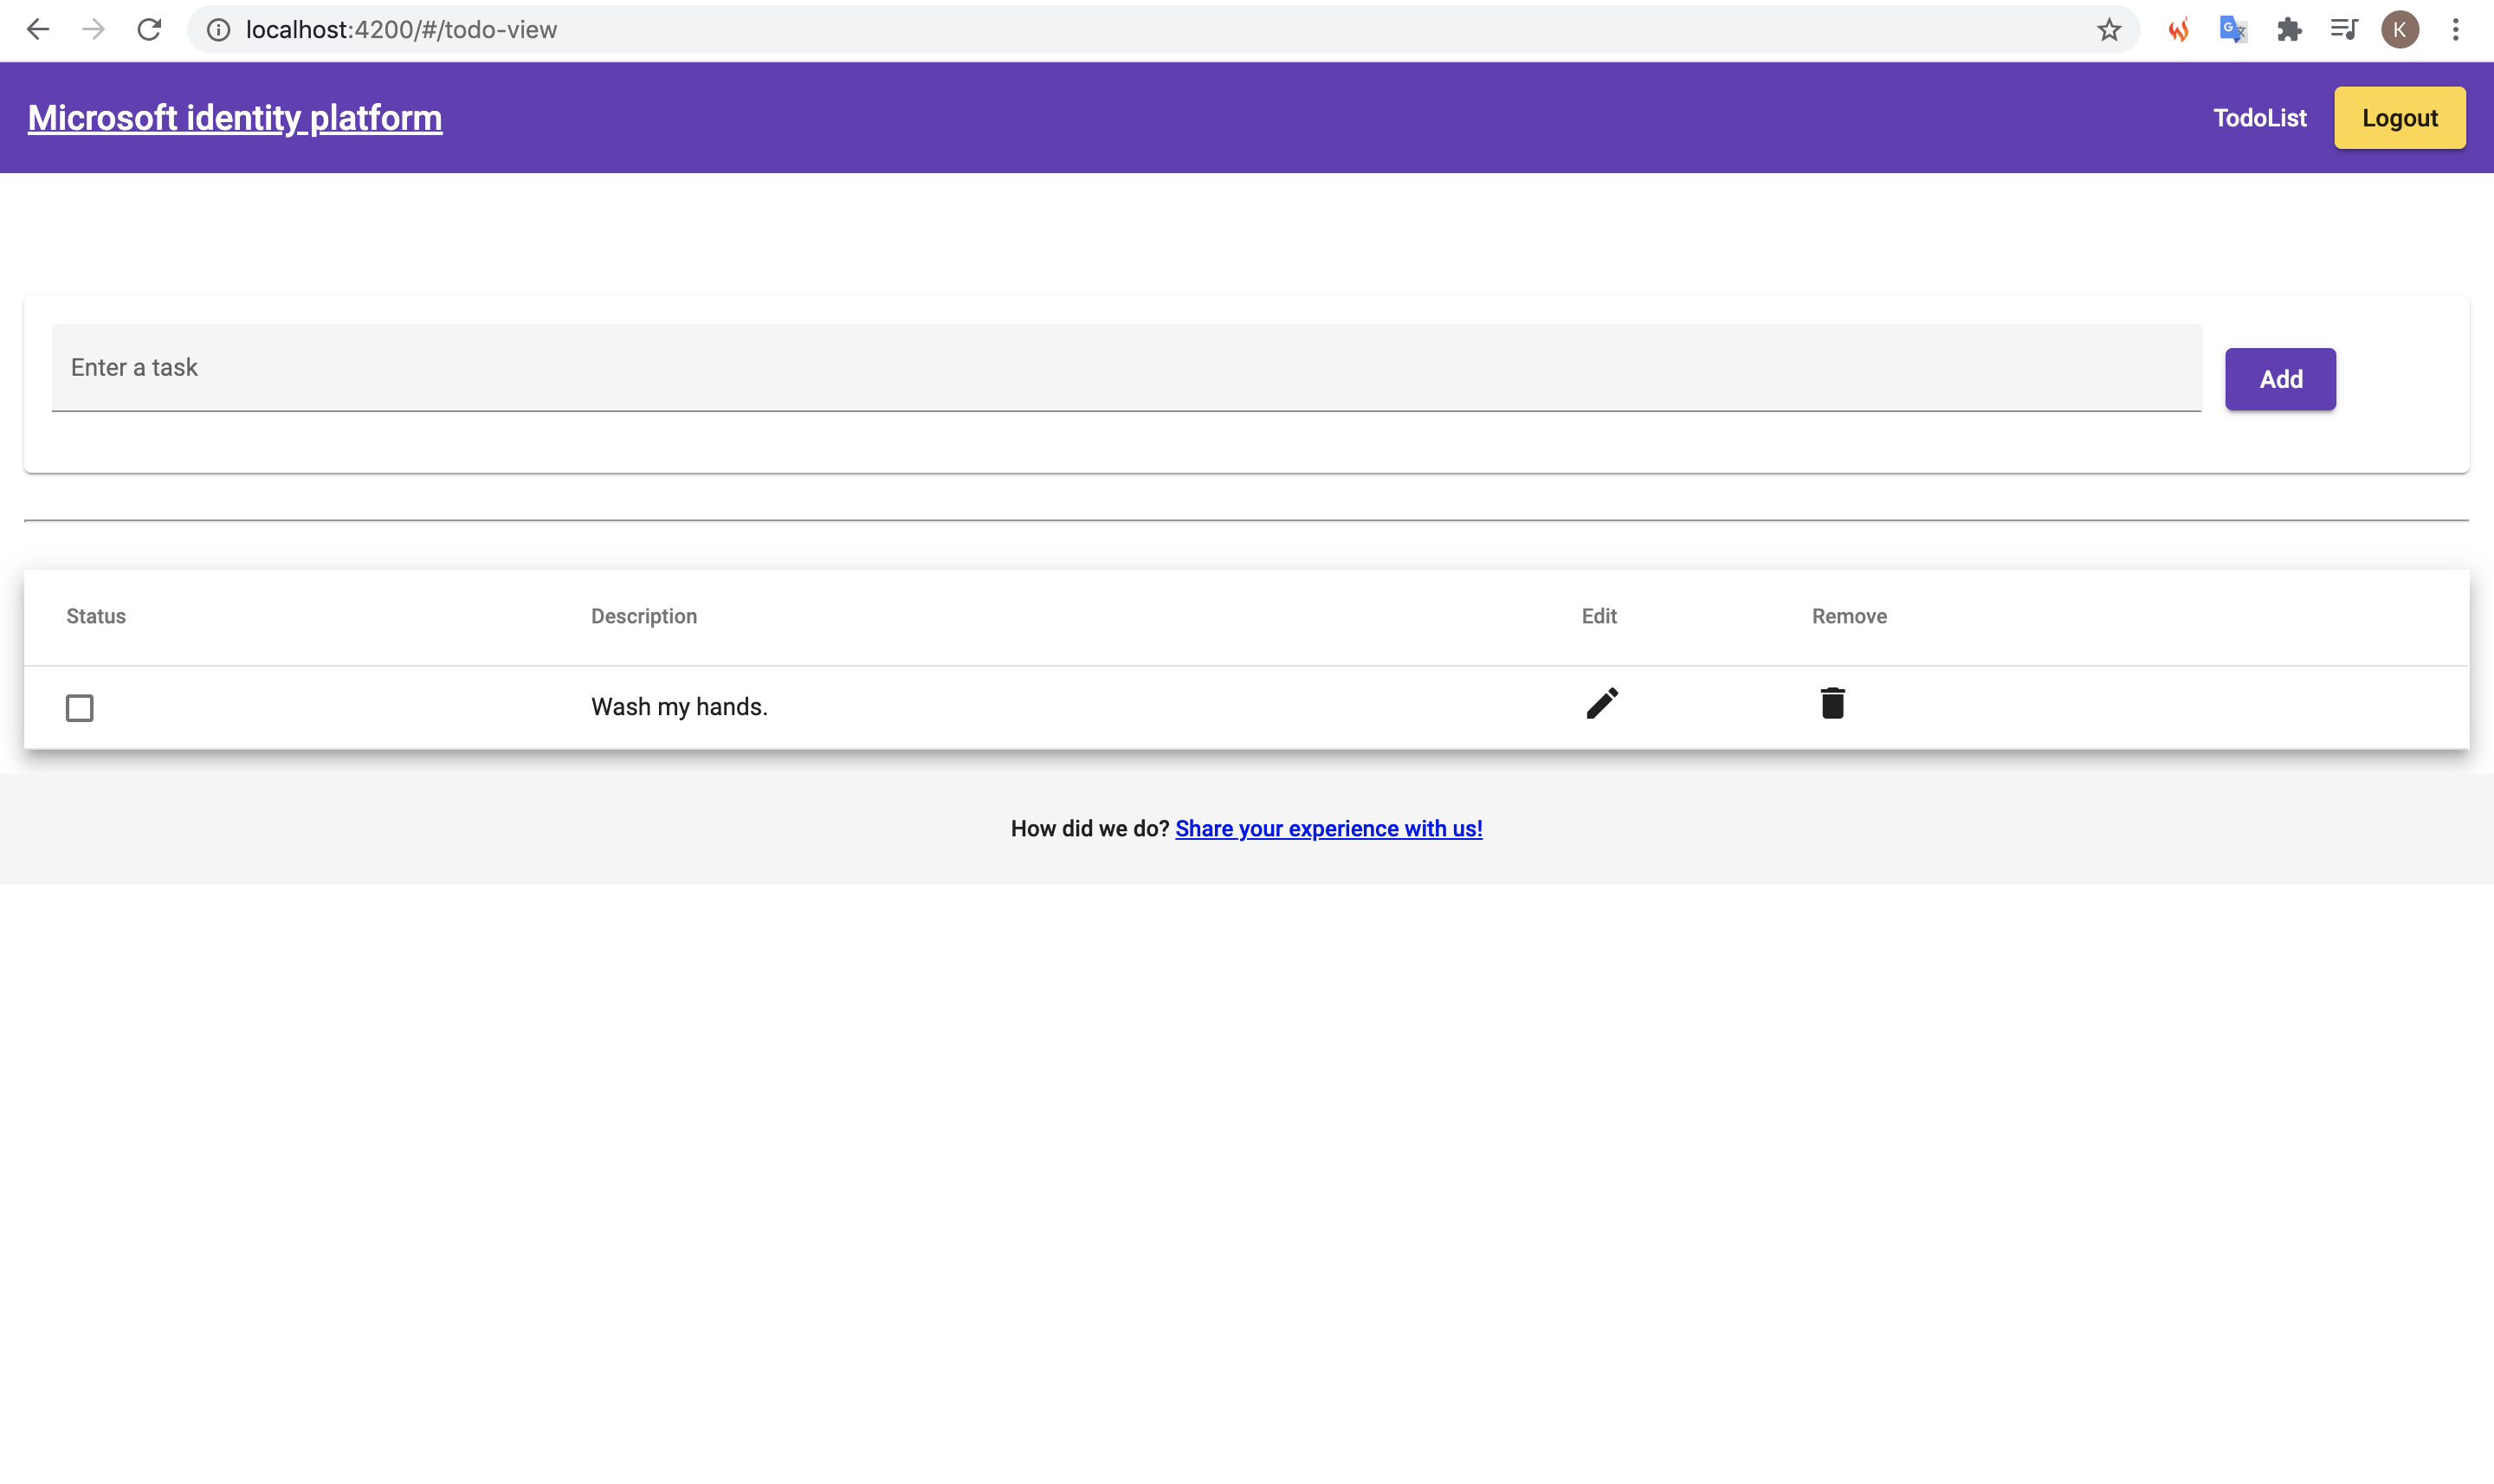 localhost:4200/#/todo-view
K
Microsoft identity platform
TodoList
Logout
Enter a task
Add
Status Description Edit Remove
Wash my hands.
How did we do? Share your experience with us!